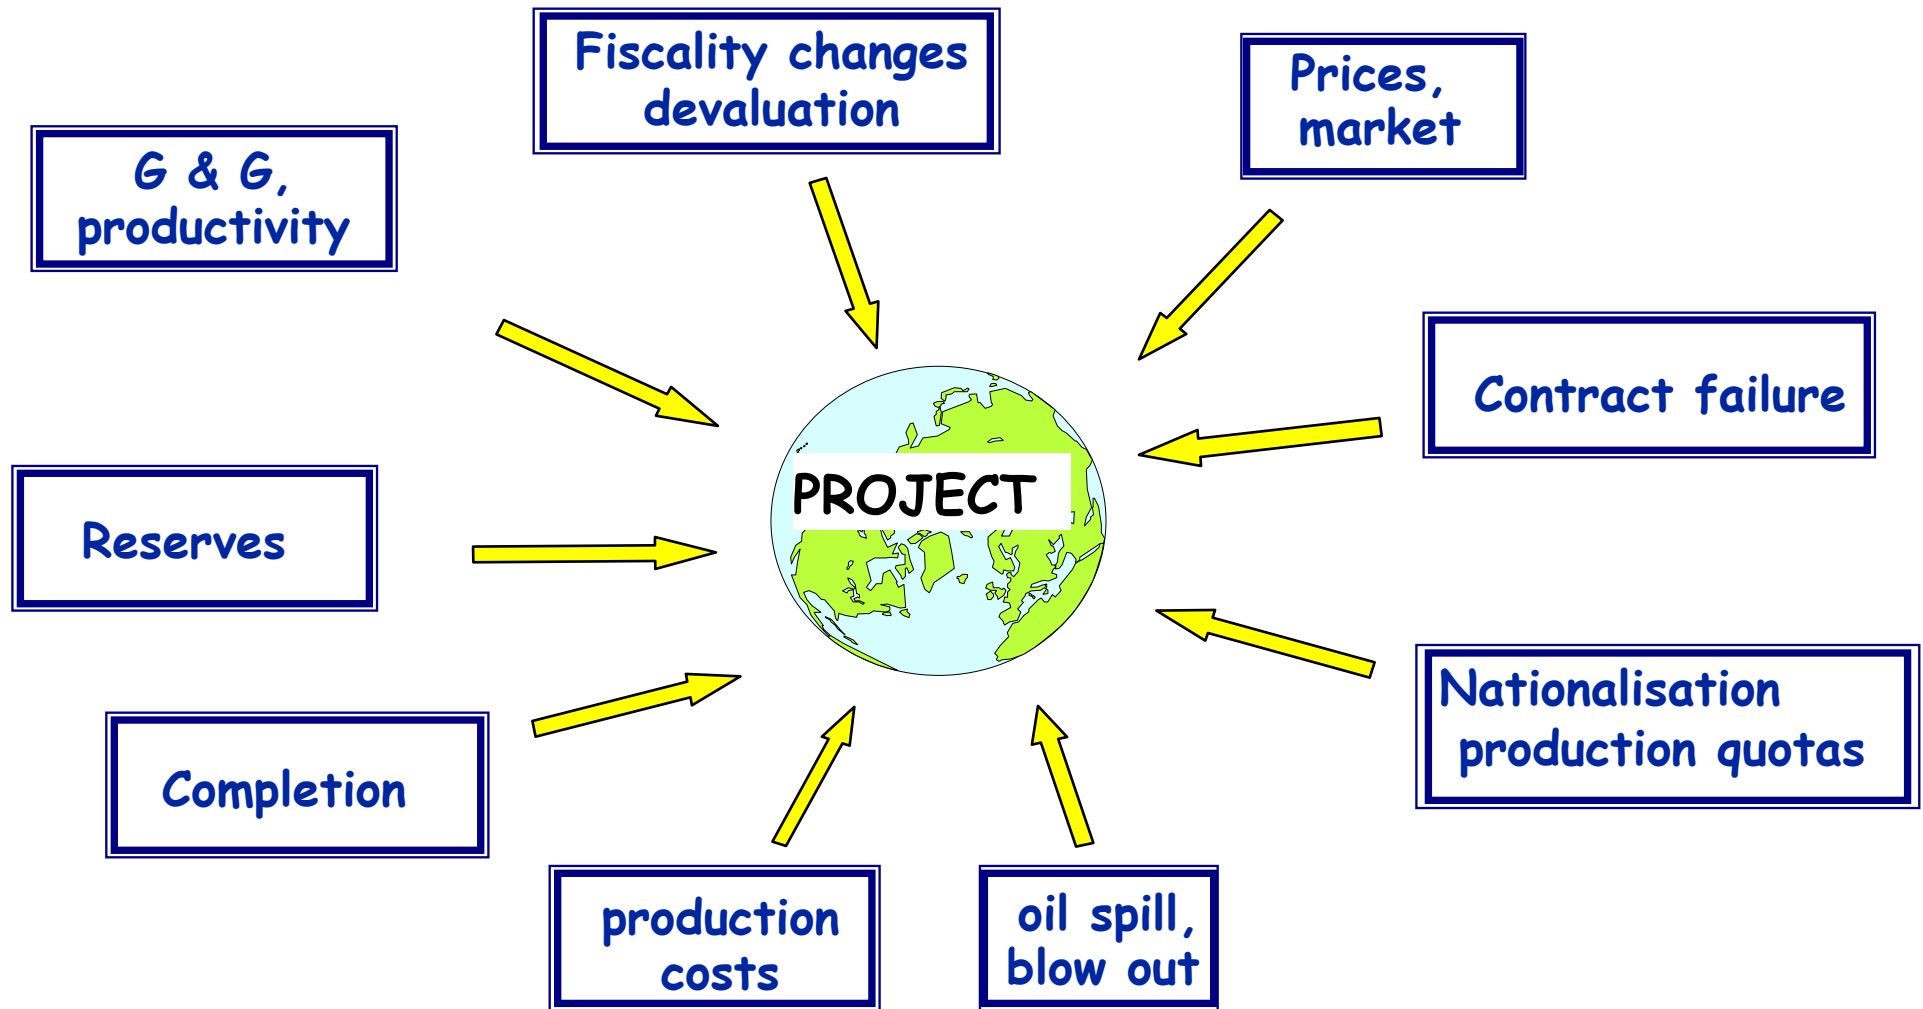 Fiscality changes
devaluation
Prices,
market
G & G,
productivity
Contract failure
PROJECT
Reserves
Nationalisation
production quotas
Completion
production
costs
oil spill,
blow out